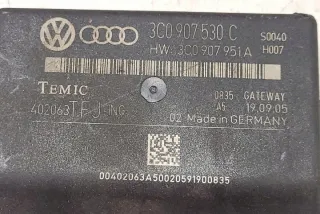 3C0 907 530 C
S0040
HW: 3C0 907 951A
H007
TEMIC
0835 GATEWAY
402063
A5 19.09.05
02 Made in GERMANY
00402063A50020591900835